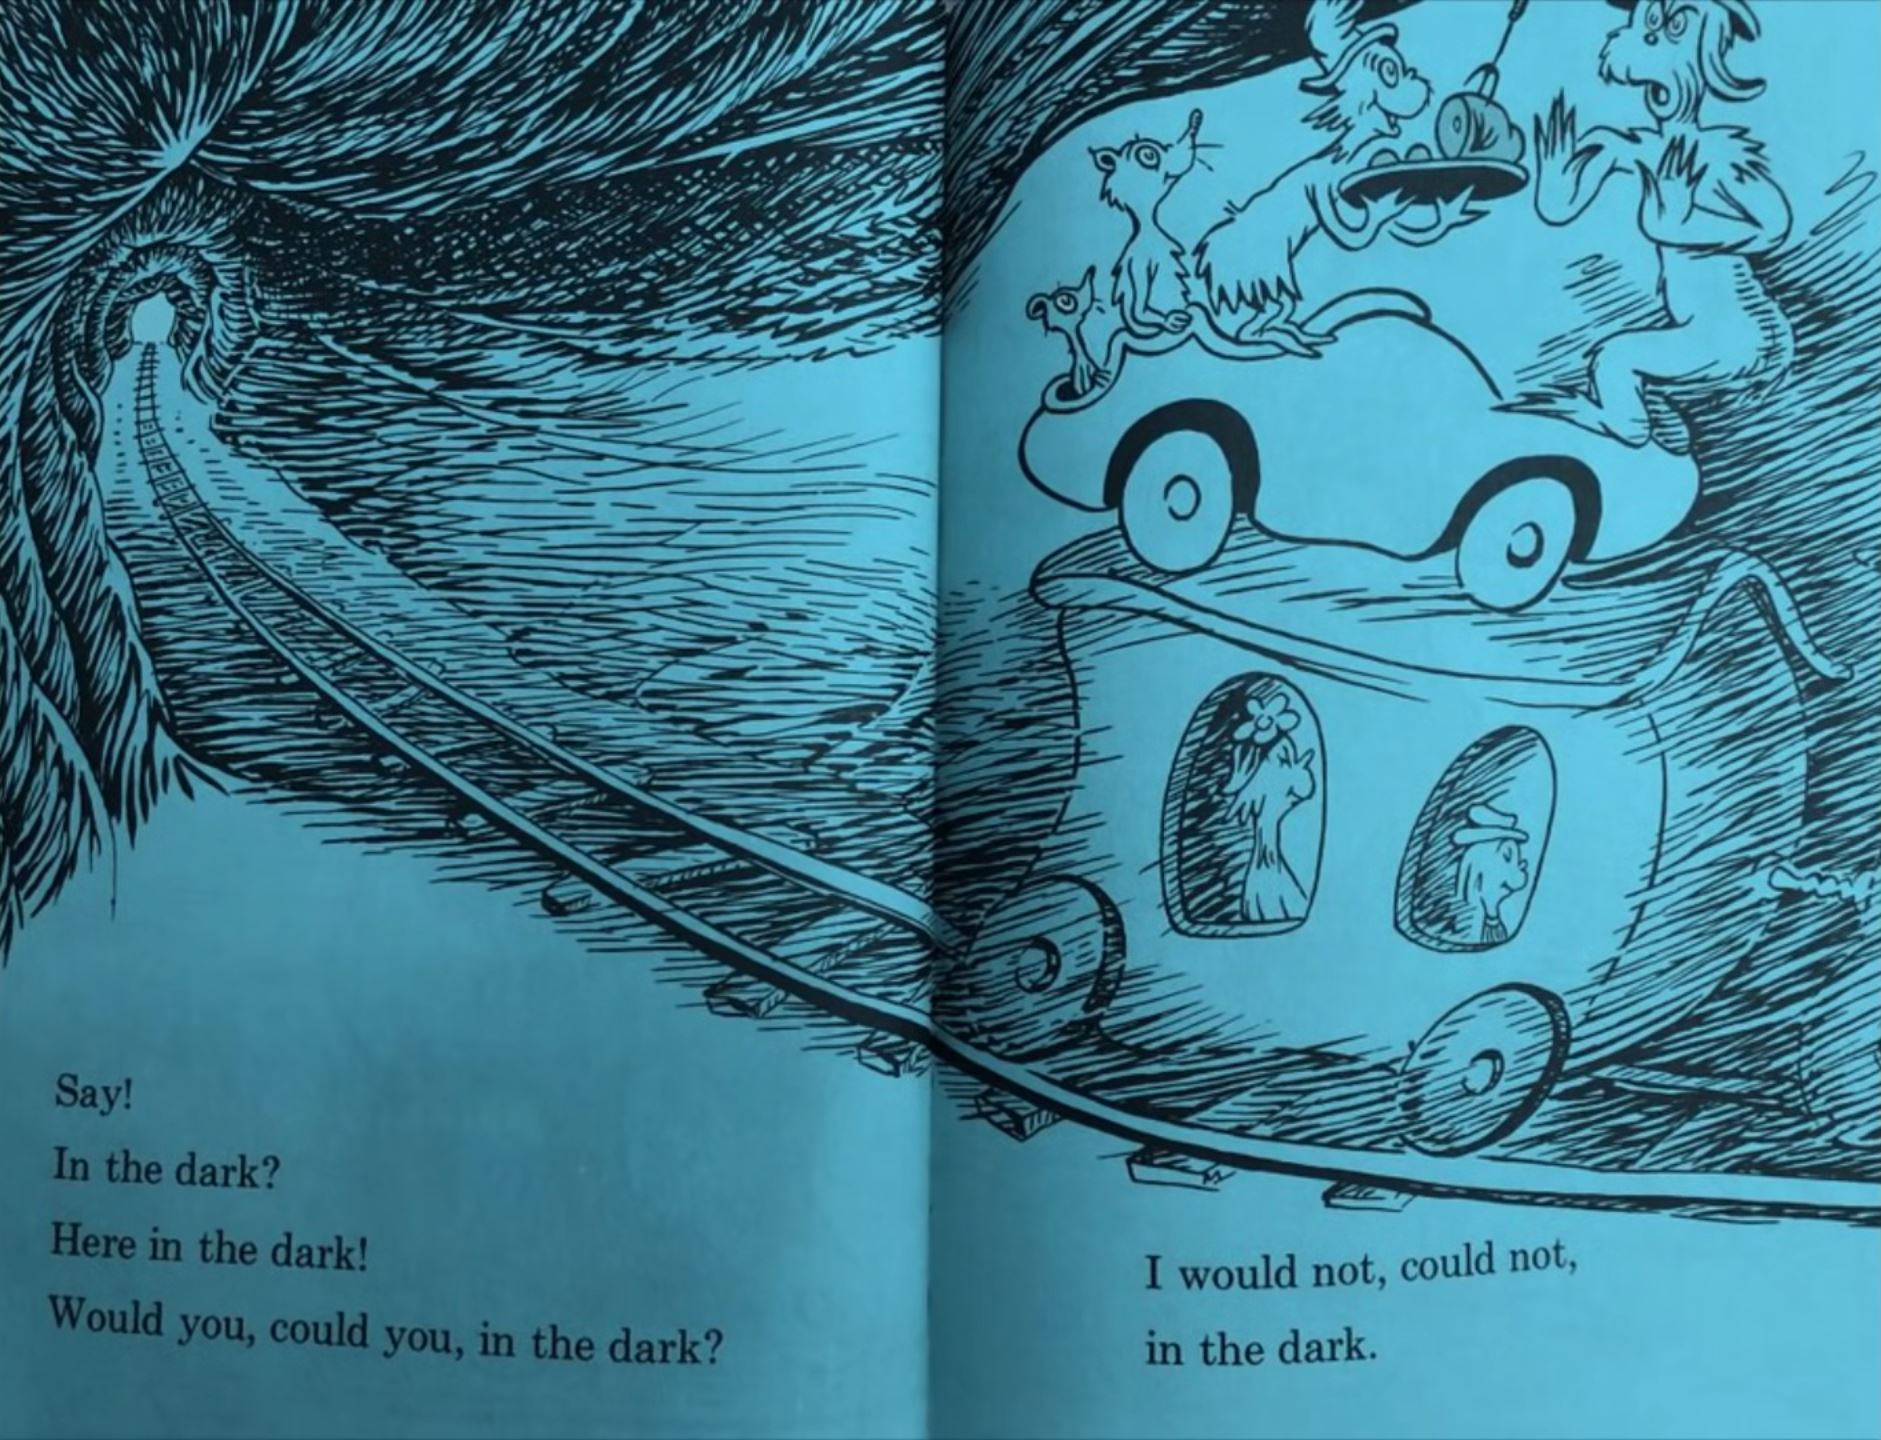 Say!
In the dark?
Here in the dark!
Would you, could you, in the dark?
I would not, could not,
in the dark.